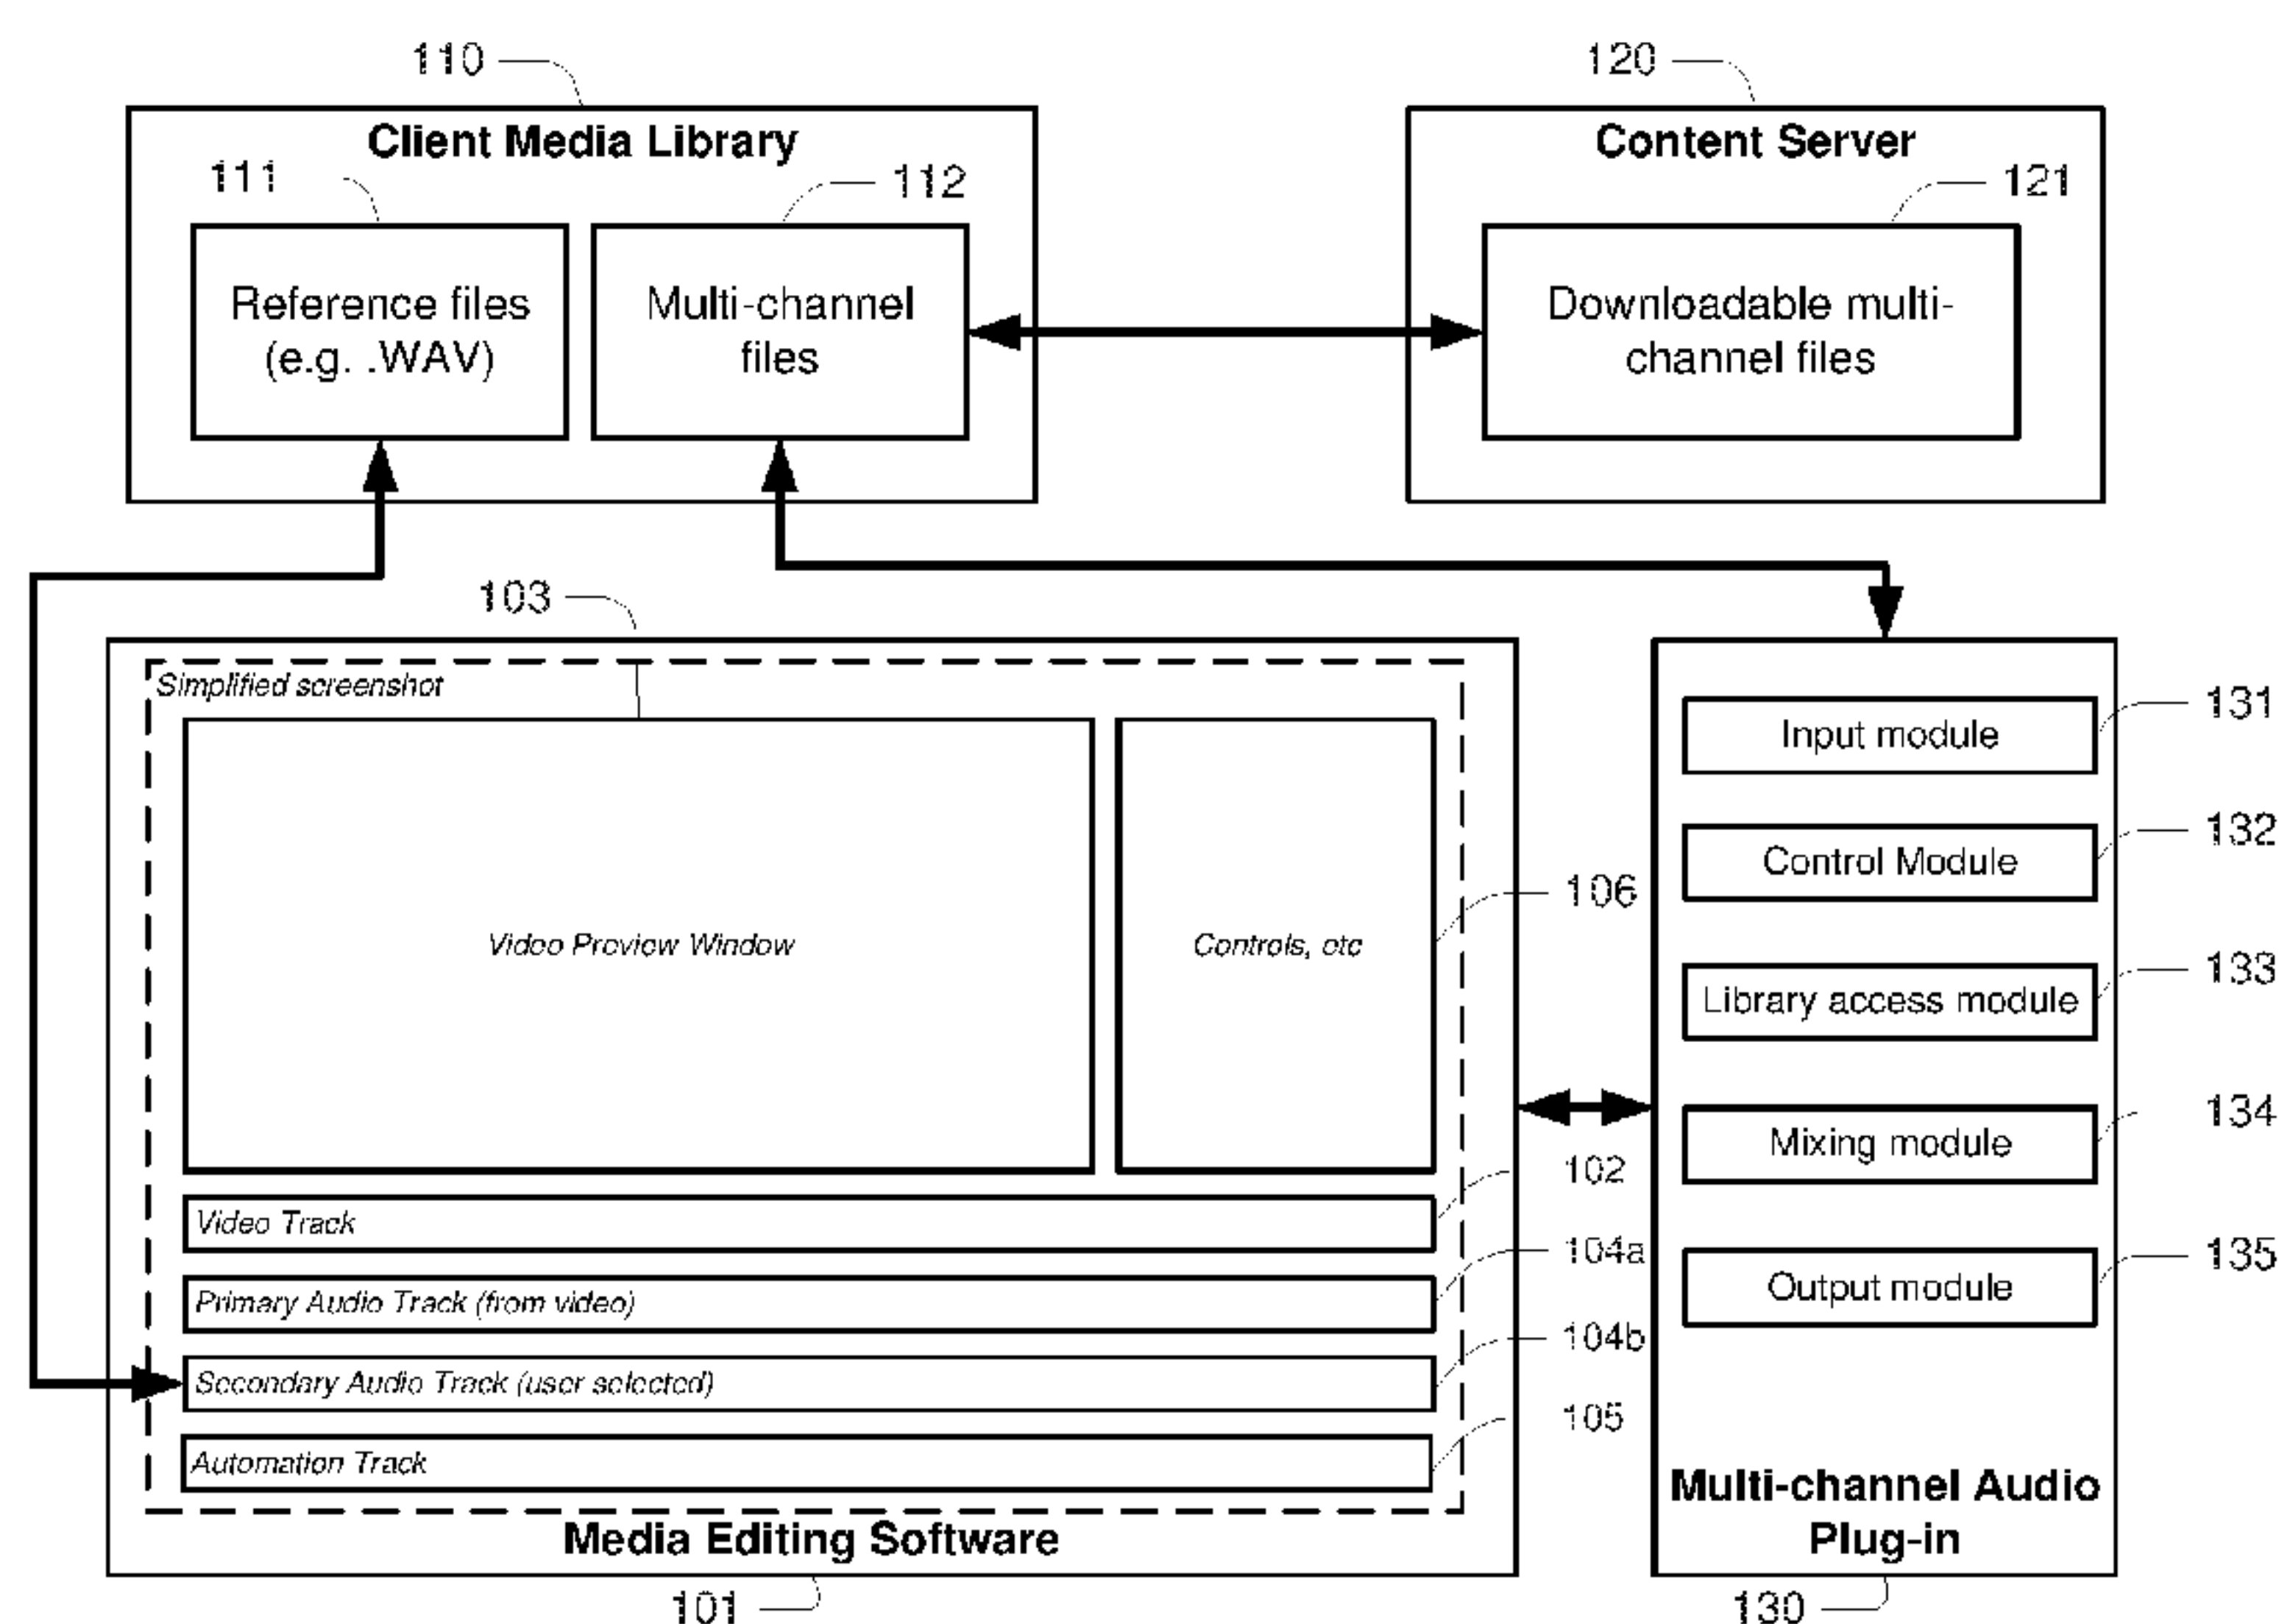 110
120
Client Media Library
Content Server
111
112
121
Reference files
(e.g. .WAV)
Multi-channel
files
Downloadable multi-
channel files
103
Simplified screenshot
Video Preview Window
Controls, etc
106
102
Video Track
104a
Primary Audio Track (from video)
104b
Secondary Audio Track (user selected)
105
Automation Track
Media Editing Software
101
131
Input module
132
Control Module
133
Library access module
134
Mixing module
135
Output module
Multi-channel Audio
Plug-in
130